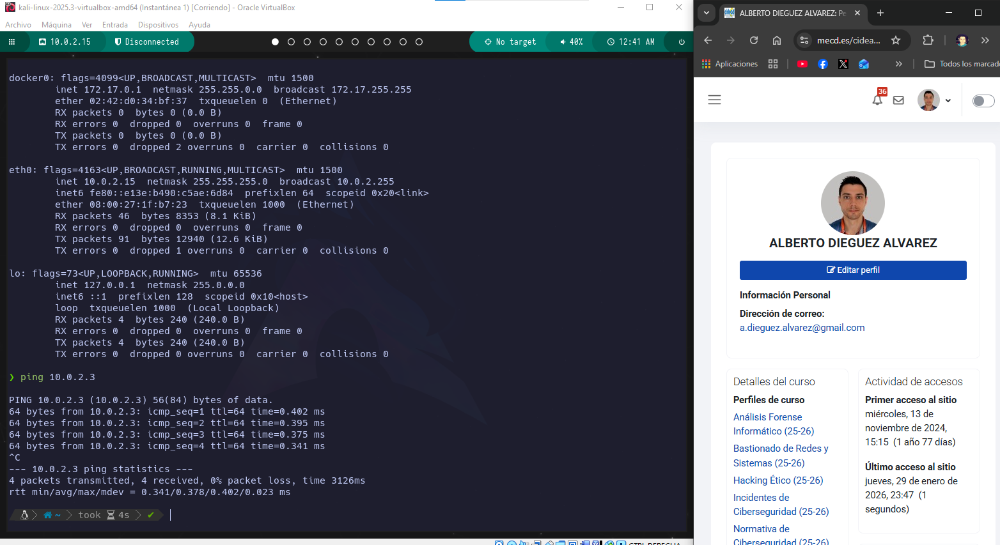 kali-linux-2025.3-virtualbox-amd64 (Instantánea 1) [Corriendo] - Oracle VirtualBox
Archivo Máquina Ver Entrada Dispositivos Ayuda
10.0.2.15 Disconnected No target 40% 12:41 AM
docker0: flags=4099<UP,BROADCAST,MULTICAST>  mtu 1500
inet 172.17.0.1  netmask 255.255.0.0  broadcast 172.17.255.255
ether 02:42:d0:34:bf:37  txqueuelen 0  (Ethernet)
RX packets 0  bytes 0 (0.0 B)
RX errors 0  dropped 0  overruns 0  frame 0
TX packets 0  bytes 0 (0.0 B)
TX errors 0  dropped 2 overruns 0  carrier 0  collisions 0
eth0: flags=4163<UP,BROADCAST,RUNNING,MULTICAST>  mtu 1500
inet 10.0.2.15  netmask 255.255.255.0  broadcast 10.0.2.255
inet6 fe80::e13e:b490:c5ae:6d84  prefixlen 64  scopeid 0x20<link>
ether 08:00:27:1f:b7:23  txqueuelen 1000  (Ethernet)
RX packets 46  bytes 8353 (8.1 KiB)
RX errors 0  dropped 0  overruns 0  frame 0
TX packets 91  bytes 12940 (12.6 KiB)
TX errors 0  dropped 1 overruns 0  carrier 0  collisions 0
lo: flags=73<UP,LOOPBACK,RUNNING>  mtu 65536
inet 127.0.0.1  netmask 255.0.0.0
inet6 ::1  prefixlen 128  scopeid 0x10<host>
loop  txqueuelen 1000  (Local Loopback)
RX packets 4  bytes 240 (240.0 B)
RX errors 0  dropped 0  overruns 0  frame 0
TX packets 4  bytes 240 (240.0 B)
TX errors 0  dropped 0 overruns 0  carrier 0  collisions 0
❯ ping 10.0.2.3
PING 10.0.2.3 (10.0.2.3) 56(84) bytes of data.
64 bytes from 10.0.2.3: icmp_seq=1 ttl=64 time=0.402 ms
64 bytes from 10.0.2.3: icmp_seq=2 ttl=64 time=0.395 ms
64 bytes from 10.0.2.3: icmp_seq=3 ttl=64 time=0.375 ms
64 bytes from 10.0.2.3: icmp_seq=4 ttl=64 time=0.341 ms
^C
--- 10.0.2.3 ping statistics ---
4 packets transmitted, 4 received, 0% packet loss, time 3126ms
rtt min/avg/max/mdev = 0.341/0.378/0.402/0.023 ms
~ took 4s ✔
CTRL DERECHA
ALBERTO DIEGUEZ ALVAREZ: Pe
mecd.es/cidea...
Aplicaciones » Todos los marcad
36
ALBERTO DIEGUEZ ALVAREZ
Editar perfil
Información Personal
Dirección de correo:
a.dieguez.alvarez@gmail.com
Detalles del curso
Perfiles de curso
Análisis Forense
Informático (25-26)
Bastionado de Redes y
Sistemas (25-26)
Hacking Ético (25-26)
Incidentes de
Ciberseguridad (25-26)
Normativa de
Ciberseguridad (25-26)
Actividad de accesos
Primer acceso al sitio
miércoles, 13 de
noviembre de 2024,
15:15  (1 año 77 días)
Último acceso al sitio
jueves, 29 de enero de
2026, 23:47  (1
segundos)